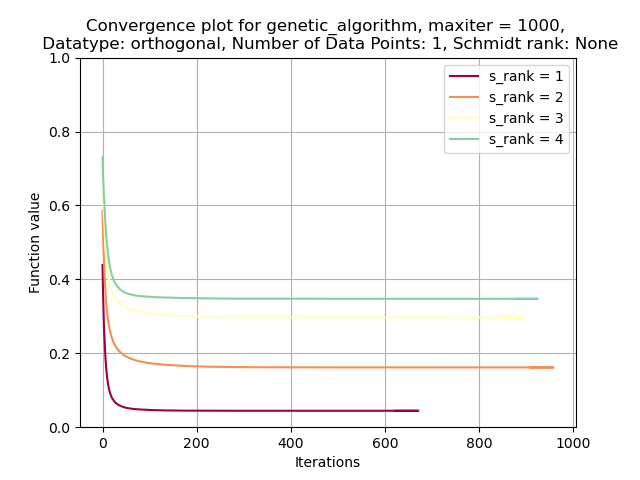 Convergence plot for genetic_algorithm, maxiter = 1000,
Datatype: orthogonal, Number of Data Points: 1, Schmidt rank: None
1.0
0.8
0.6
0.4
0.2
0.0
Function value
s_rank = 1
s_rank = 2
s_rank = 3
s_rank = 4
0 200 400 600 800 1000
Iterations